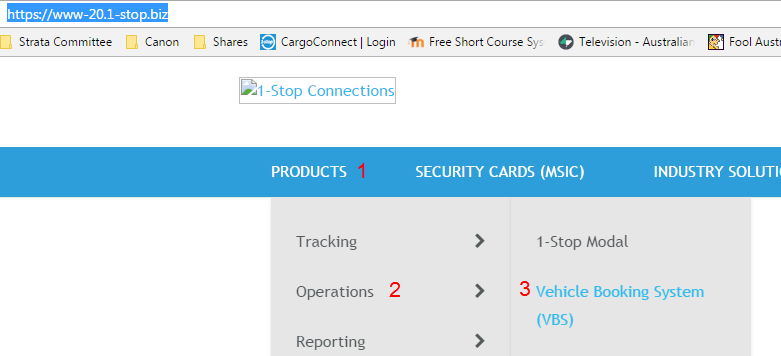 https://www-20.1-stop.biz
Strata Committee Canon Shares CargoConnect | Login Free Short Course Sys Television - Australian Fool Austr
1-Stop Connections
PRODUCTS 1 SECURITY CARDS (MSIC) INDUSTRY SOLUTI
Tracking 1-Stop Modal
Operations 2 3 Vehicle Booking System
(VBS)
Reporting